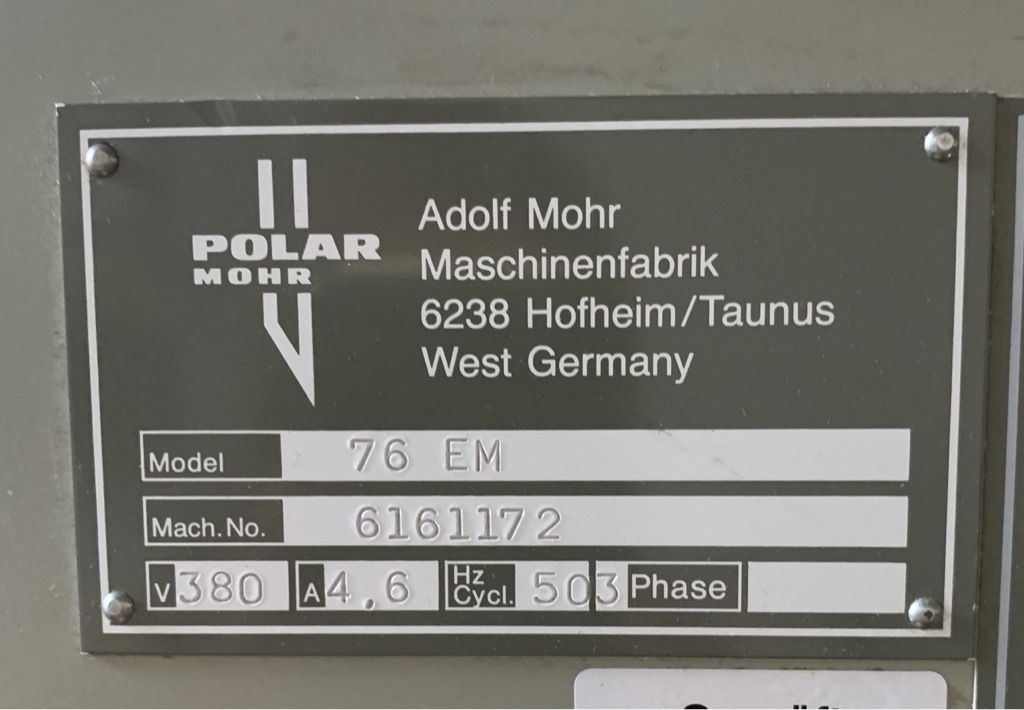 POLAR
MOHR
Adolf Mohr
Maschinenfabrik
6238 Hofheim/Taunus
West Germany
Model 76 EM
Mach.No. 6161172
V 380 A 4,6 Hz Cycl. 50 3 Phase